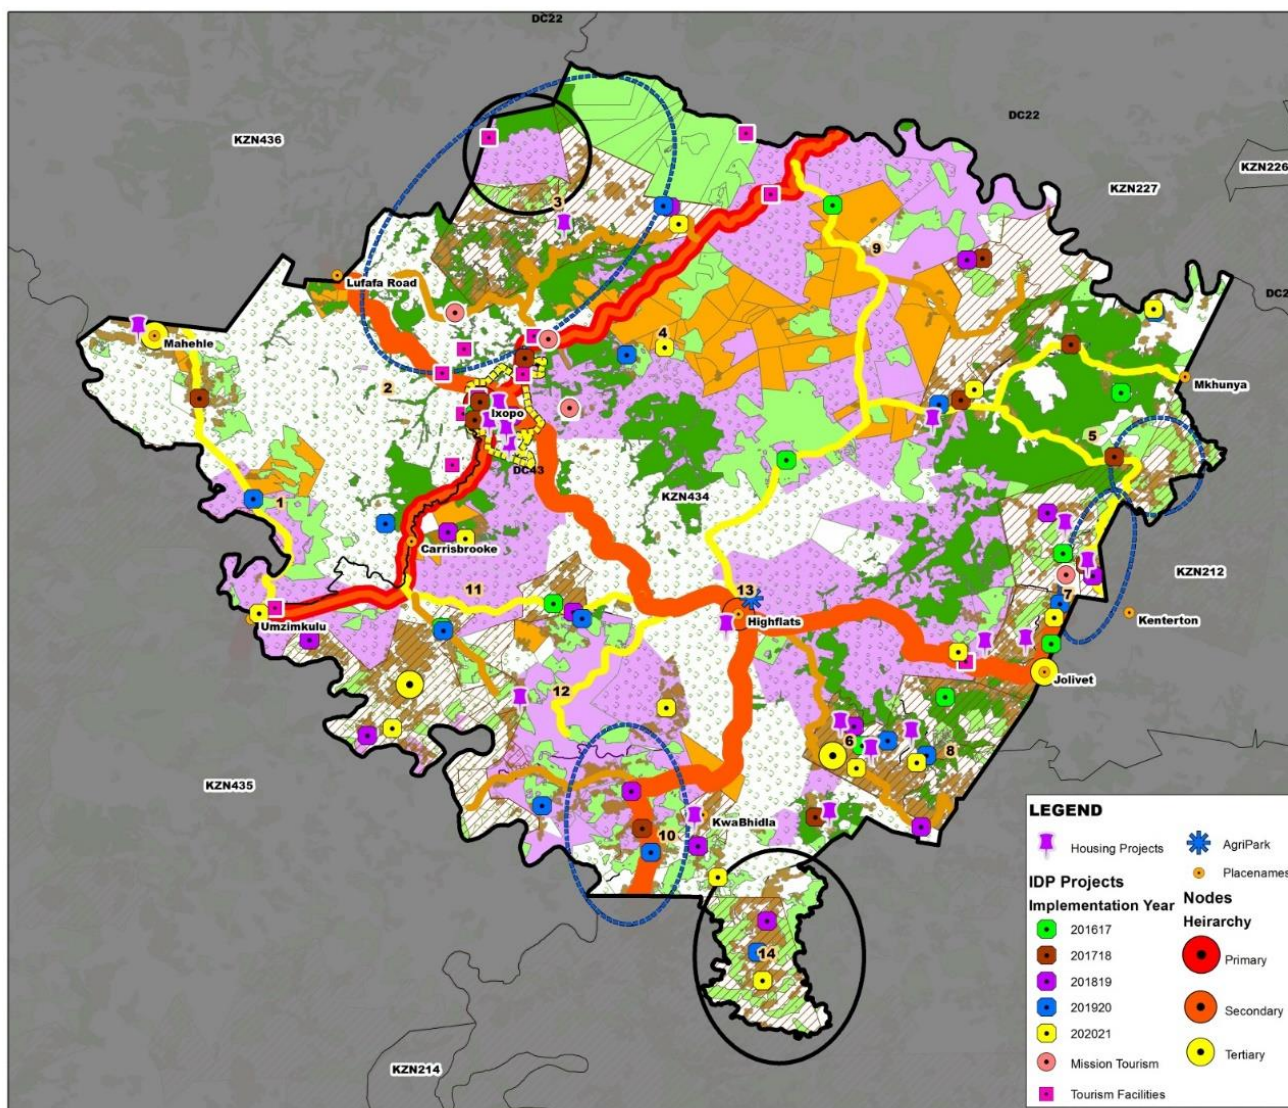 DC22
DC22
KZN436
KZN226
KZN227
3
9
Lufafa Road
DC2
Mahehle
4
2
Mkhunya
Ixopo
5
DC43
KZN434
1
Carrisbrooke
KZN212
11
13
7
Umzimkulu
Highflats
Kenterton
Jolivet
12
6
8
KZN435
10
KwaBhidla
14
KZN214
LEGEND
Housing Projects
AgriPark
Placenames
IDP Projects
Implementation Year
Nodes
Heirarchy
201617
201718
Primary
201819
201920
Secondary
202021
Tertiary
Mission Tourism
Tourism Facilities